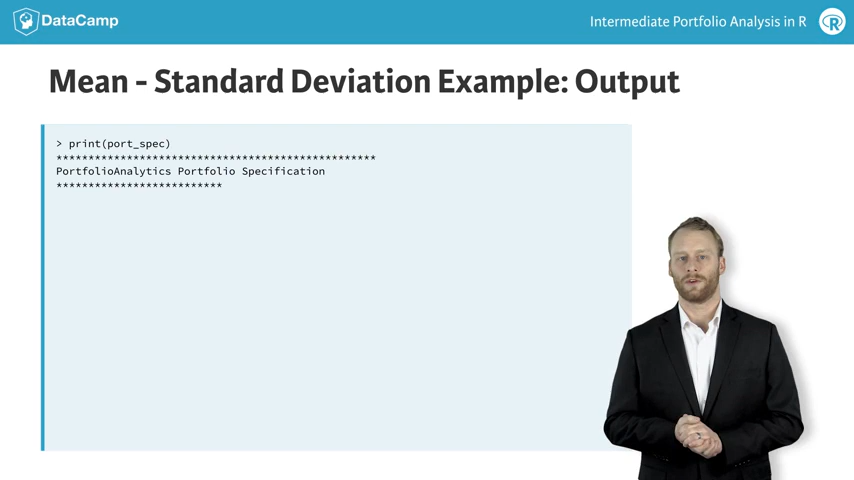 DataCamp
Intermediate Portfolio Analysis in R
R
Mean - Standard Deviation Example: Output
> print(port_spec)
**************************************************
PortfolioAnalytics Portfolio Specification
**************************